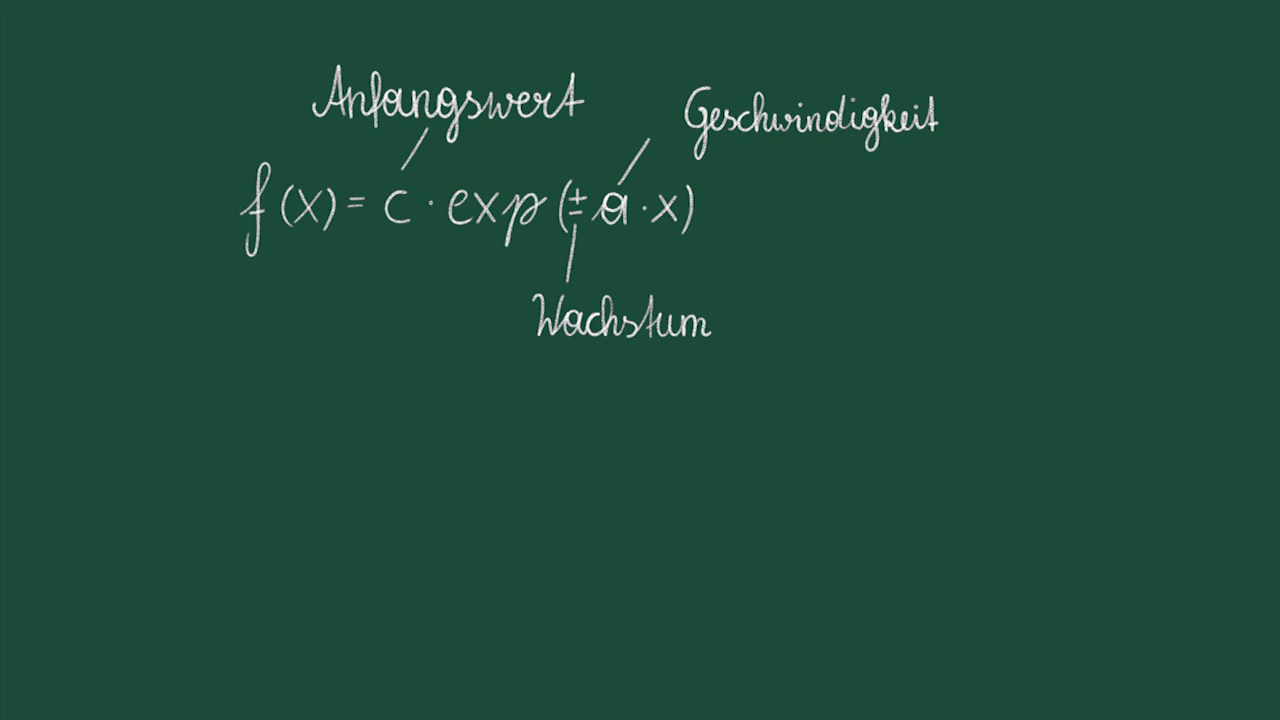 Anfangswert
Geschwindigkeit
f(x) = c · exp(± a · x)
Wachstum